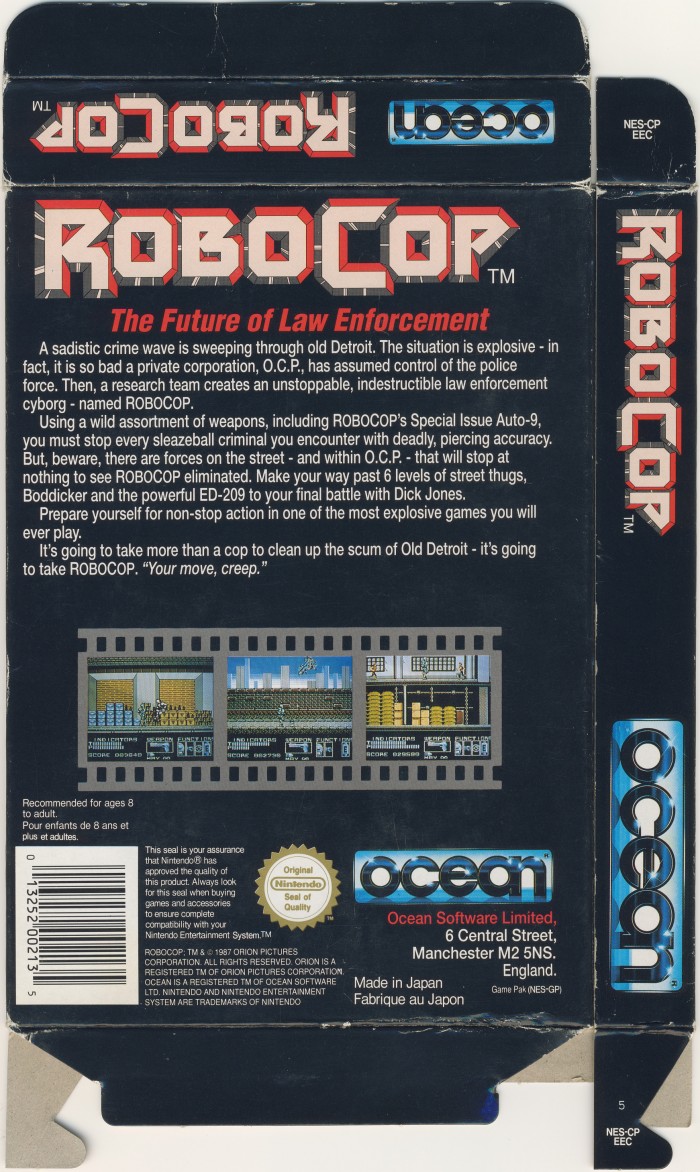 ROBOCOP TM
ocean
NES-CP
EEC
ROBOCOP TM
The Future of Law Enforcement
A sadistic crime wave is sweeping through old Detroit. The situation is explosive - in
fact, it is so bad a private corporation, O.C.P., has assumed control of the police
force. Then, a research team creates an unstoppable, indestructible law enforcement
cyborg - named ROBOCOP.
Using a wild assortment of weapons, including ROBOCOP's Special Issue Auto-9,
you must stop every sleazeball criminal you encounter with deadly, piercing accuracy.
But, beware, there are forces on the street - and within O.C.P. - that will stop at
nothing to see ROBOCOP eliminated. Make your way past 6 levels of street thugs,
Boddicker and the powerful ED-209 to your final battle with Dick Jones.
Prepare yourself for non-stop action in one of the most explosive games you will
ever play.
It's going to take more than a cop to clean up the scum of Old Detroit - it's going
to take ROBOCOP. "Your move, creep."
INDICATORS WEAPON FUNCTION
INDICATORS WEAPON FUNCTION
INDICATORS WEAPON FUNCTION
Recommended for ages 8
to adult.
Pour enfants de 8 ans et
plus et adultes.
0 13252 00213 5
This seal is your assurance
that Nintendo® has
approved the quality of
this product. Always look
for this seal when buying
games and accessories
to ensure complete
compatibility with your
Nintendo Entertainment System.™
Original
Nintendo
Seal of
Quality
TM
ROBOCOP; TM & © 1987 ORION PICTURES
CORPORATION. ALL RIGHTS RESERVED. ORION IS A
REGISTERED TM OF ORION PICTURES CORPORATION.
OCEAN IS A REGISTERED TM OF OCEAN SOFTWARE
LTD. NINTENDO AND NINTENDO ENTERTAINMENT
SYSTEM ARE TRADEMARKS OF NINTENDO
ocean®
Ocean Software Limited,
6 Central Street,
Manchester M2 5NS.
England.
Made in Japan
Fabrique au Japon
Game Pak (NES-GP)
ROBOCOP TM
ocean®
5
NES-CP
EEC